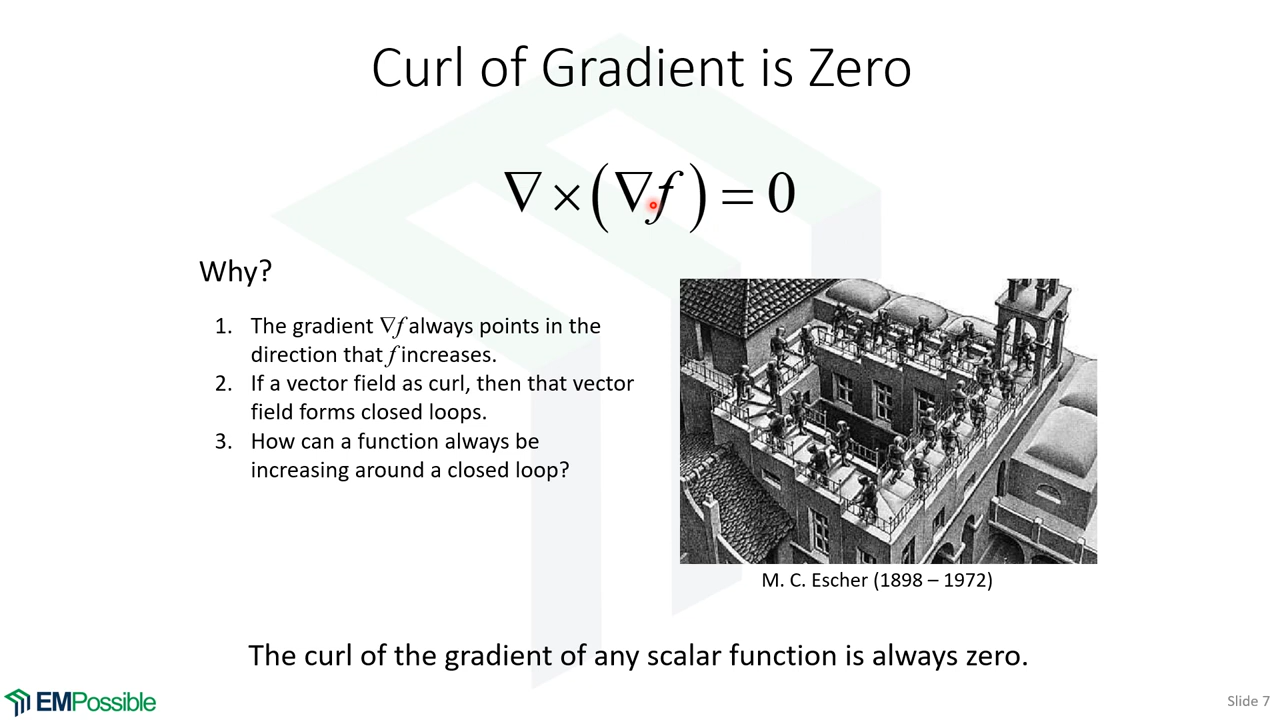 Curl of Gradient is Zero
∇×(∇f)=0
Why?
1. The gradient ∇f always points in the
direction that f increases.
2. If a vector field as curl, then that vector
field forms closed loops.
3. How can a function always be
increasing around a closed loop?
M. C. Escher (1898 – 1972)
The curl of the gradient of any scalar function is always zero.
EMPossible
Slide 7